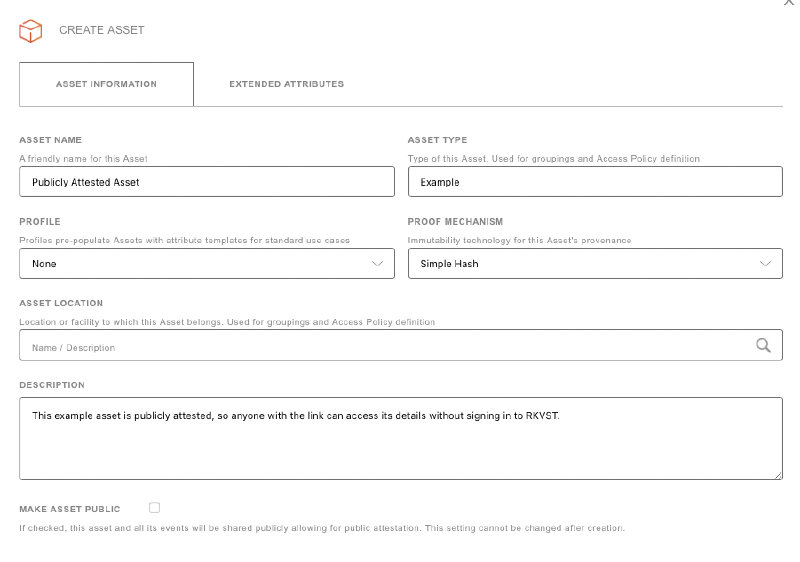 CREATE ASSET
ASSET INFORMATION
EXTENDED ATTRIBUTES
ASSET NAME
A friendly name for this Asset
Publicly Attested Asset
ASSET TYPE
Type of this Asset. Used for groupings and Access Policy definition
Example
PROFILE
Profiles pre-populate Assets with attribute templates for standard use cases
None
PROOF MECHANISM
Immutability technology for this Asset's provenance
Simple Hash
ASSET LOCATION
Location or facility to which this Asset belongs. Used for groupings and Access Policy definition
Name / Description
DESCRIPTION
This example asset is publicly attested, so anyone with the link can access its details without signing in to RKVST.
MAKE ASSET PUBLIC
If checked, this asset and all its events will be shared publicly allowing for public attestation. This setting cannot be changed after creation.